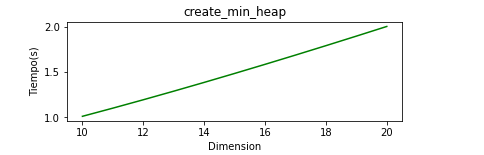 create_min_heap
Tiempo(s)
2.0
1.5
1.0
10 12 14 16 18 20
Dimension